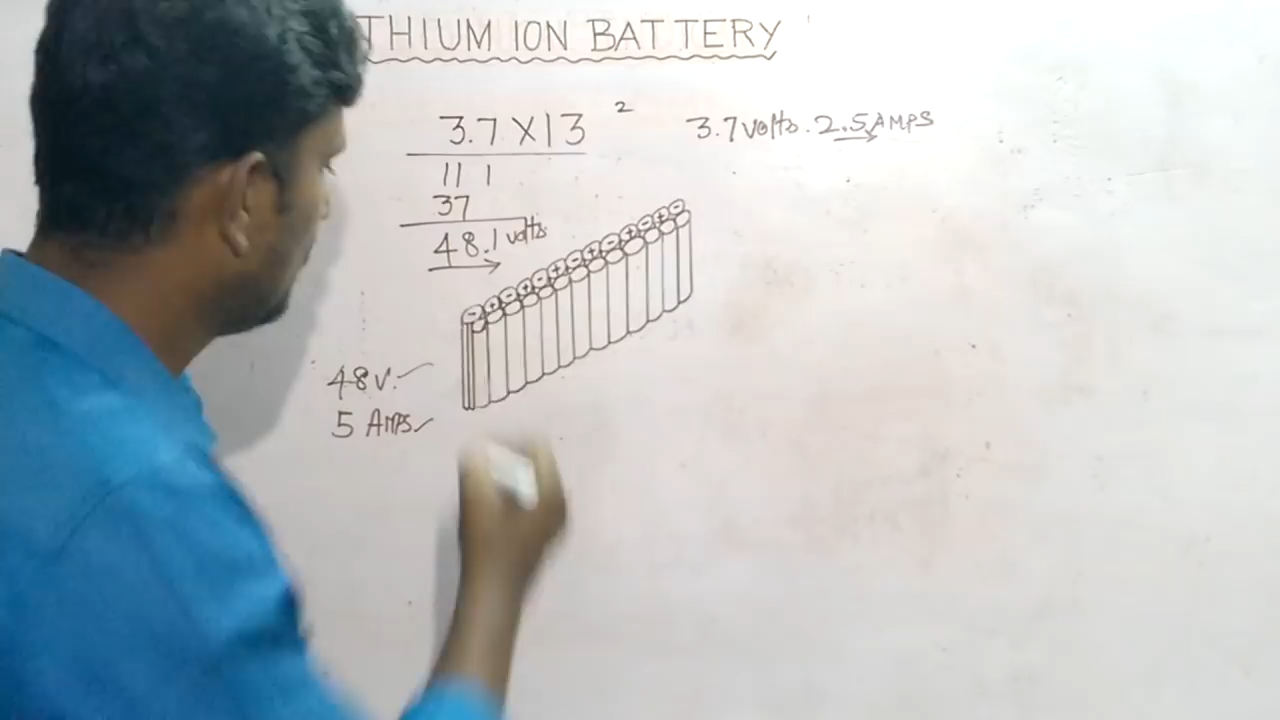 THIUM ION BATTERY
3.7 X 13
2
3.7 volts. 2.5 AMPS
11 1
37
48.1 volts.
48 V.
5 AMPS